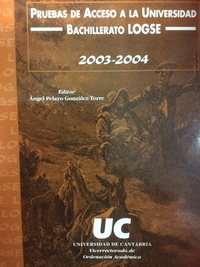 PRUEBAS DE ACCESO A LA UNIVERSIDAD
BACHILLERATO LOGSE
2003-2004
Editor
Ángel Pelayo González-Torre
UC
UNIVERSIDAD DE CANTABRIA
Vicerrectorado de
Ordenación Académica
LOGSE